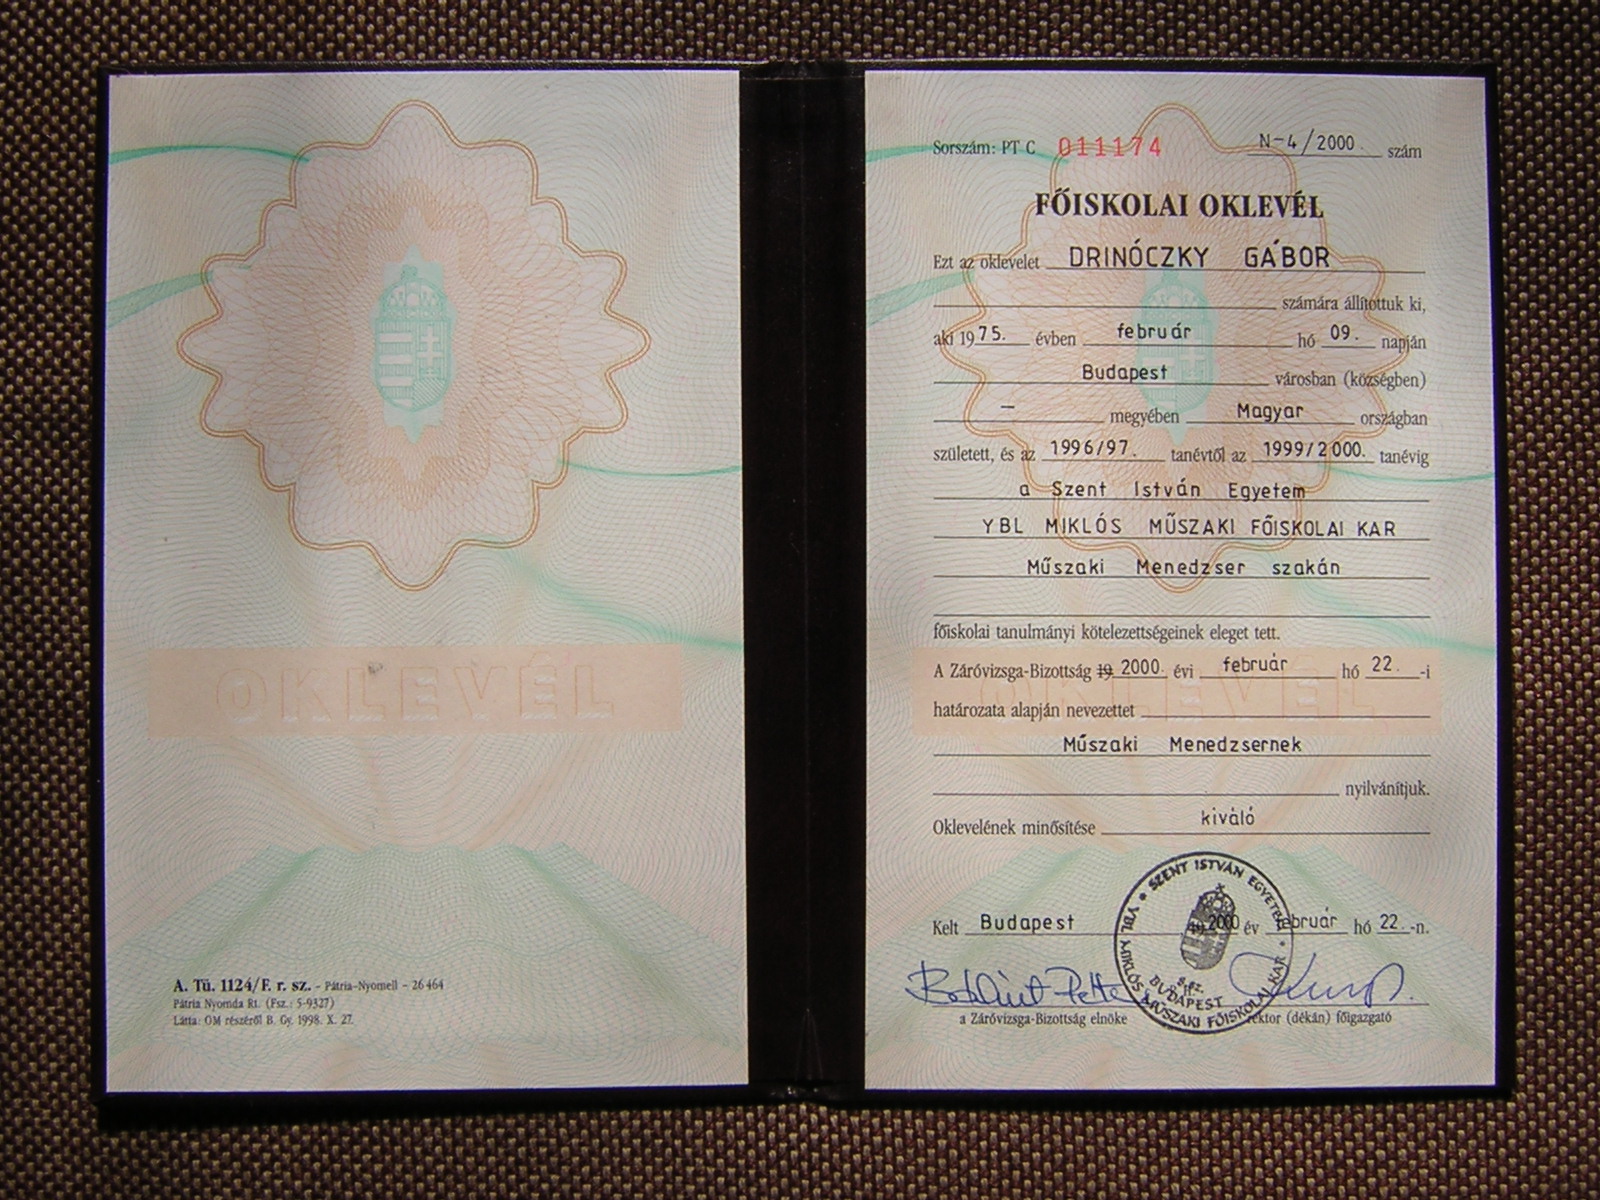 OKLEVÉL
A. Tü. 1124/F. r. sz. - Pátria-Nyomell - 26 464
Pátria Nyomda Rt. (Fsz.: 5-9327)
Látta: OM részéről B. Gy. 1998. X. 27.
Sorszám: PT C 011174 N-4/2000. szám
FŐISKOLAI OKLEVÉL
Ezt az oklevelet DRINÓCZKY GÁBOR
számára állítottuk ki,
aki 1975. évben február hó 09. napján
Budapest városban (községben)
— megyében Magyar országban
született, és az 1996/97. tanévtől az 1999/2000. tanévig
a Szent István Egyetem
YBL MIKLÓS MŰSZAKI FŐISKOLAI KAR
Műszaki Menedzser szakán
főiskolai tanulmányi kötelezettségeinek eleget tett.
A Záróvizsga-Bizottság 19 2000. évi február hó 22. -i
határozata alapján nevezettet
Műszaki Menedzsernek
nyilvánítjuk.
Oklevelének minősítése kiváló
Kelt Budapest 2000 év február hó 22. -n.
SZENT ISTVÁN EGYETEM
YBL MIKLÓS MŰSZAKI FŐISKOLAI KAR
BUDAPEST
a Záróvizsga-Bizottság elnöke rektor (dékán) főigazgató